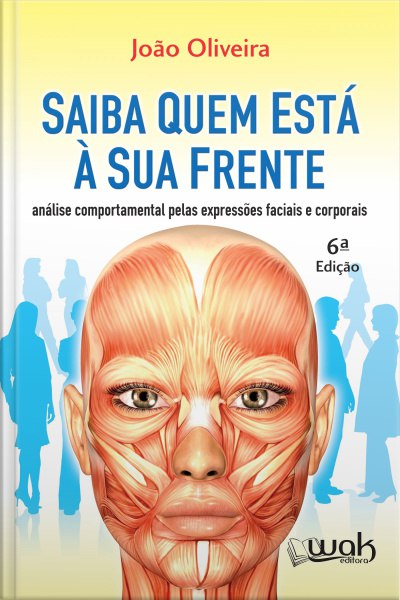 João Oliveira
SAIBA QUEM ESTÁ
À SUA FRENTE
análise comportamental pelas expressões faciais e corporais
6ª
Edição
wak
editora